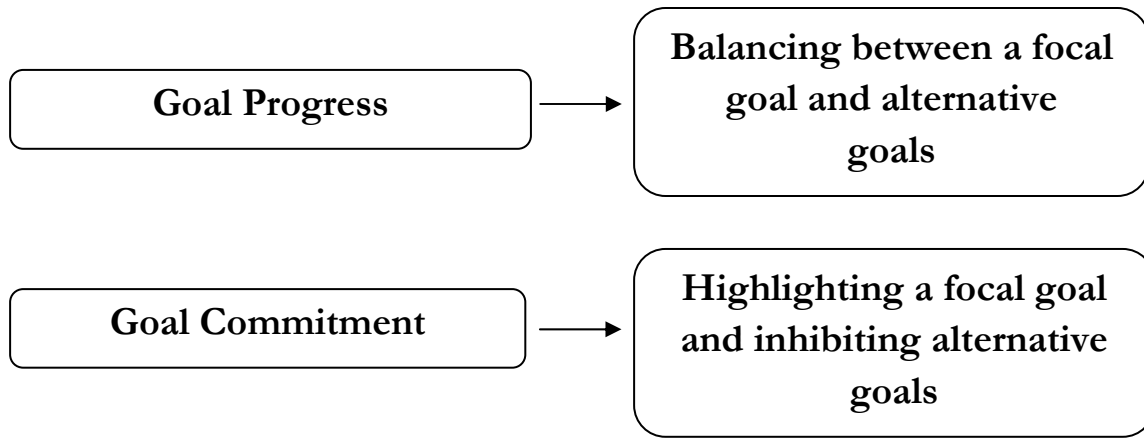 Goal Progress
Balancing between a focal
goal and alternative
goals
Goal Commitment
Highlighting a focal goal
and inhibiting alternative
goals